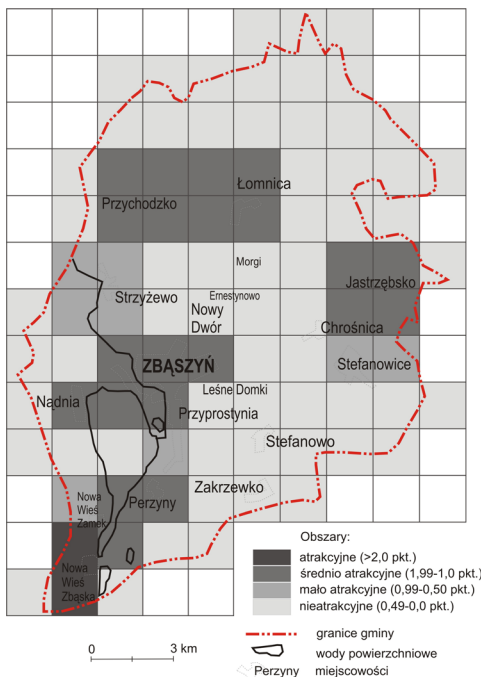 Łomnica
Przychodzko
Morgi
Jastrzębsko
Strzyżewo
Ernestynowo
Nowy
Dwór
Chrośnica
ZBĄSZYŃ
Stefanowice
Nądnia
Leśne Domki
Przyprostynia
Stefanowo
Zakrzewko
Nowa
Wieś
Zamek
Perzyny
Nowa
Wieś
Zbąska
Obszary:
atrakcyjne (>2,0 pkt.)
średnio atrakcyjne (1,99-1,0 pkt.)
mało atrakcyjne (0,99-0,50 pkt.)
nieatrakcyjne (0,49-0,0 pkt.)
granice gminy
wody powierzchniowe
Perzyny miejscowości
0 3 km